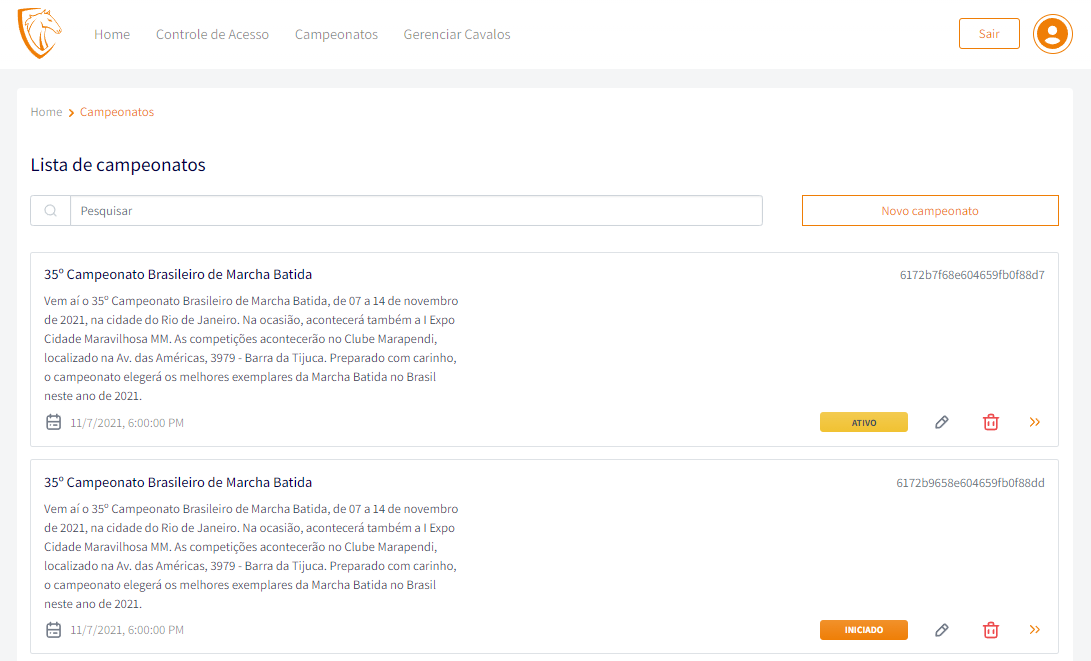 Home Controle de Acesso Campeonatos Gerenciar Cavalos Sair
Home Campeonatos
Lista de campeonatos
Pesquisar Novo campeonato
35º Campeonato Brasileiro de Marcha Batida 6172b7f68e604659fb0f88d7
Vem aí o 35º Campeonato Brasileiro de Marcha Batida, de 07 a 14 de novembro
de 2021, na cidade do Rio de Janeiro. Na ocasião, acontecerá também a I Expo
Cidade Maravilhosa MM. As competições acontecerão no Clube Marapendi,
localizado na Av. das Américas, 3979 - Barra da Tijuca. Preparado com carinho,
o campeonato elegerá os melhores exemplares da Marcha Batida no Brasil
neste ano de 2021.
11/7/2021, 6:00:00 PM ATIVO
35º Campeonato Brasileiro de Marcha Batida 6172b9658e604659fb0f88dd
Vem aí o 35º Campeonato Brasileiro de Marcha Batida, de 07 a 14 de novembro
de 2021, na cidade do Rio de Janeiro. Na ocasião, acontecerá também a I Expo
Cidade Maravilhosa MM. As competições acontecerão no Clube Marapendi,
localizado na Av. das Américas, 3979 - Barra da Tijuca. Preparado com carinho,
o campeonato elegerá os melhores exemplares da Marcha Batida no Brasil
neste ano de 2021.
11/7/2021, 6:00:00 PM INICIADO